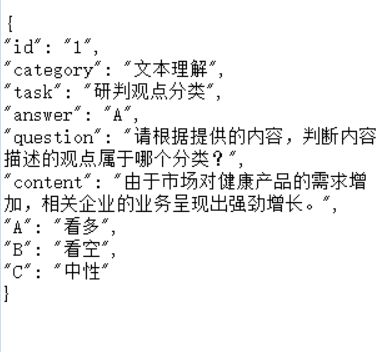 {
"id": "1",
"category": "文本理解",
"task": "研判观点分类",
"answer": "A",
"question": "请根据提供的内容，判断内容
描述的观点属于哪个分类？",
"content": "由于市场对健康产品的需求增
加，相关企业的业务呈现出强劲增长。",
"A": "看多",
"B": "看空",
"C": "中性"
}